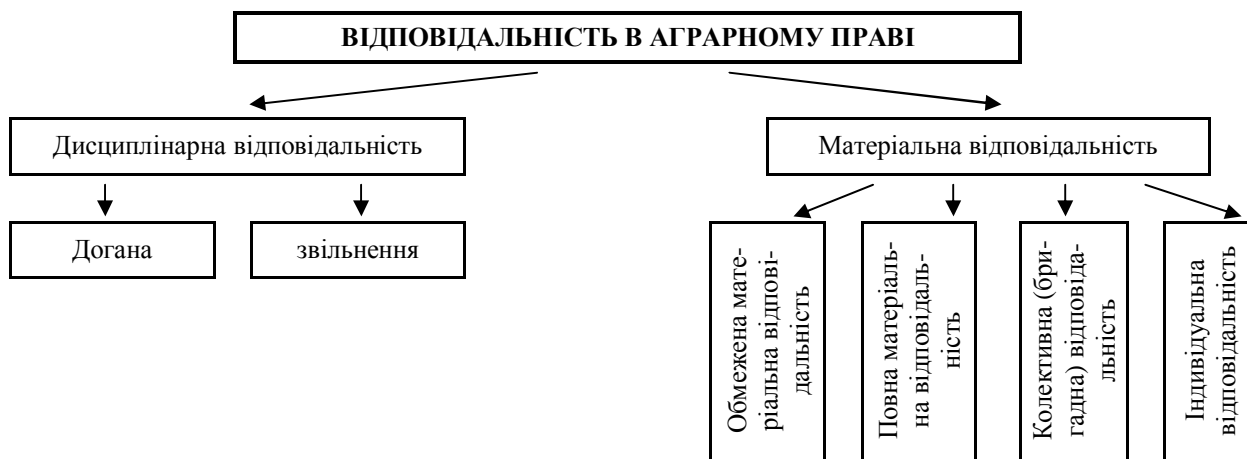 ВІДПОВІДАЛЬНІСТЬ В АГРАРНОМУ ПРАВІ
Дисциплінарна відповідальність
Матеріальна відповідальність
Догана
звільнення
Обмежена мате-
ріальна відпові-
дальність
Повна матеріаль-
на відповідаль-
ність
Колективна (бри-
гадна) відповіда-
льність
Індивідуальна
відповідальність